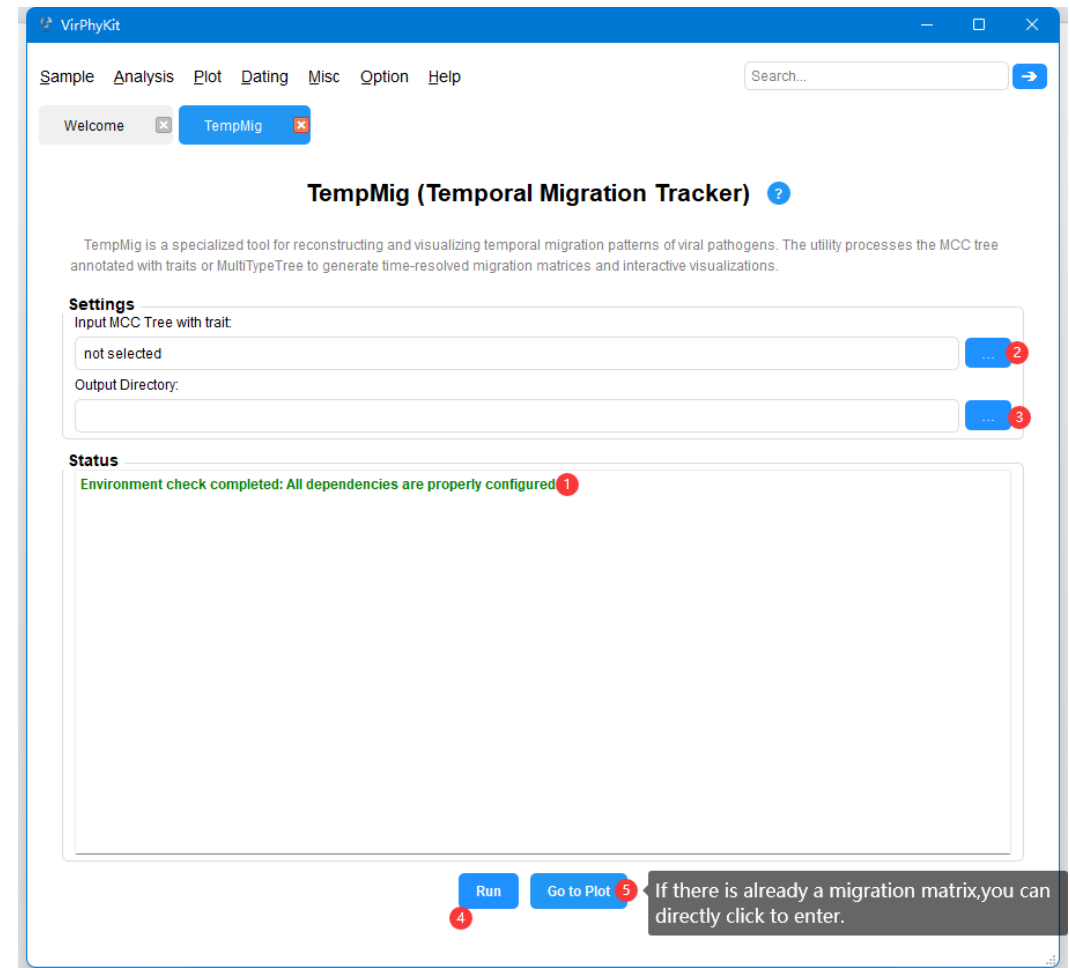 VirPhyKit
Sample Analysis Plot Dating Misc Option Help Search...
Welcome TempMig
TempMig (Temporal Migration Tracker) ?
TempMig is a specialized tool for reconstructing and visualizing temporal migration patterns of viral pathogens. The utility processes the MCC tree
annotated with traits or MultiTypeTree to generate time-resolved migration matrices and interactive visualizations.
Settings
Input MCC Tree with trait:
not selected ... 2
Output Directory:
... 3
Status
Environment check completed: All dependencies are properly configured 1
Run Go to Plot 5 If there is already a migration matrix,you can
directly click to enter.
4